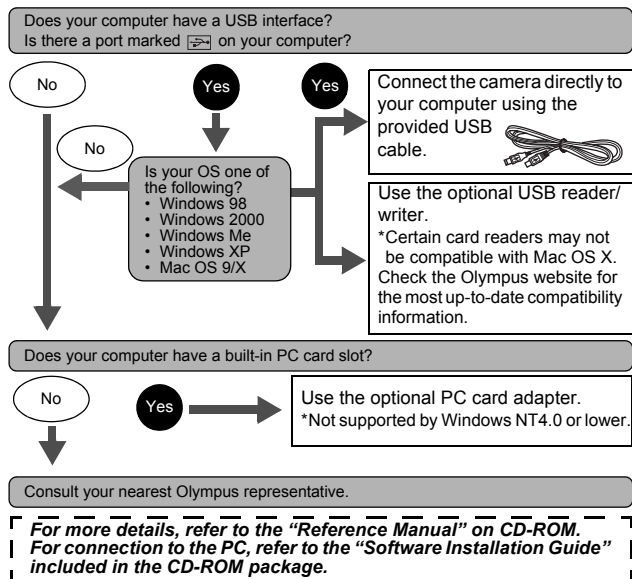 Does your computer have a USB interface?
Is there a port marked on your computer?
No
Yes
Yes
Connect the camera directly to
your computer using the
provided USB
cable.
No
Is your OS one of
the following?
• Windows 98
• Windows 2000
• Windows Me
• Windows XP
• Mac OS 9/X
Use the optional USB reader/
writer.
*Certain card readers may not
be compatible with Mac OS X.
Check the Olympus website for
the most up-to-date compatibility
information.
Does your computer have a built-in PC card slot?
No
Yes
Use the optional PC card adapter.
*Not supported by Windows NT4.0 or lower.
Consult your nearest Olympus representative.
For more details, refer to the “Reference Manual” on CD-ROM.
For connection to the PC, refer to the “Software Installation Guide”
included in the CD-ROM package.